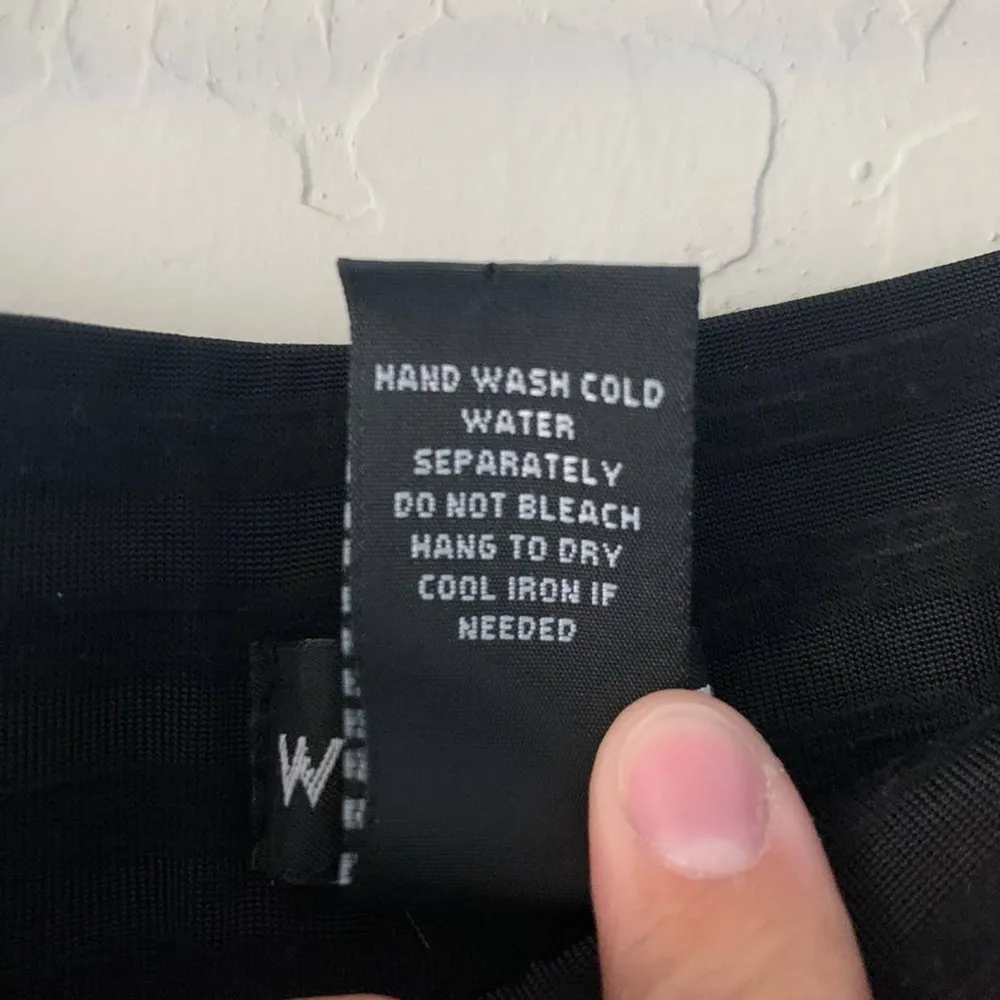 HAND WASH COLD
WATER
SEPARATELY
DO NOT BLEACH
HANG TO DRY
COOL IRON IF
NEEDED
W